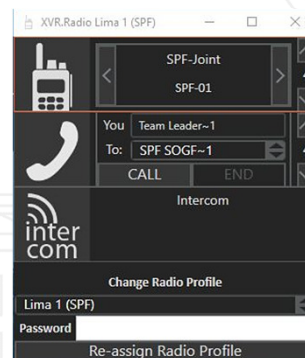 XVR.Radio Lima 1 (SPF)
SPF-Joint
SPF-01
You Team Leader~1
To: SPF SOGF~1
CALL END
Intercom
inter
com
Change Radio Profile
Lima 1 (SPF)
Password
Re-assign Radio Profile